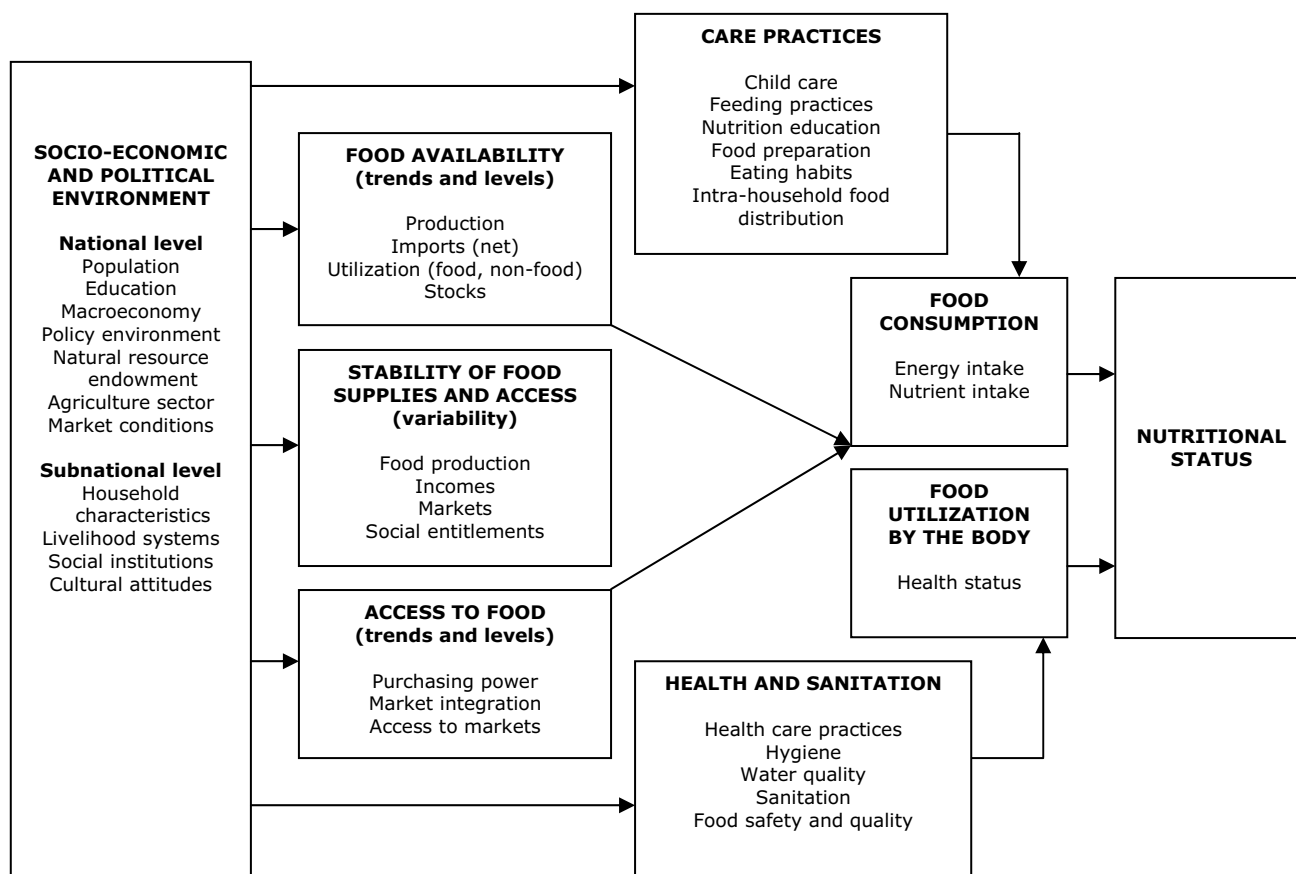 SOCIO-ECONOMIC
AND POLITICAL
ENVIRONMENT
National level
Population
Education
Macroeconomy
Policy environment
Natural resource
endowment
Agriculture sector
Market conditions
Subnational level
Household
characteristics
Livelihood systems
Social institutions
Cultural attitudes
FOOD AVAILABILITY
(trends and levels)
Production
Imports (net)
Utilization (food, non-food)
Stocks
STABILITY OF FOOD
SUPPLIES AND ACCESS
(variability)
Food production
Incomes
Markets
Social entitlements
ACCESS TO FOOD
(trends and levels)
Purchasing power
Market integration
Access to markets
CARE PRACTICES
Child care
Feeding practices
Nutrition education
Food preparation
Eating habits
Intra-household food
distribution
HEALTH AND SANITATION
Health care practices
Hygiene
Water quality
Sanitation
Food safety and quality
FOOD
CONSUMPTION
Energy intake
Nutrient intake
FOOD
UTILIZATION
BY THE BODY
Health status
NUTRITIONAL
STATUS